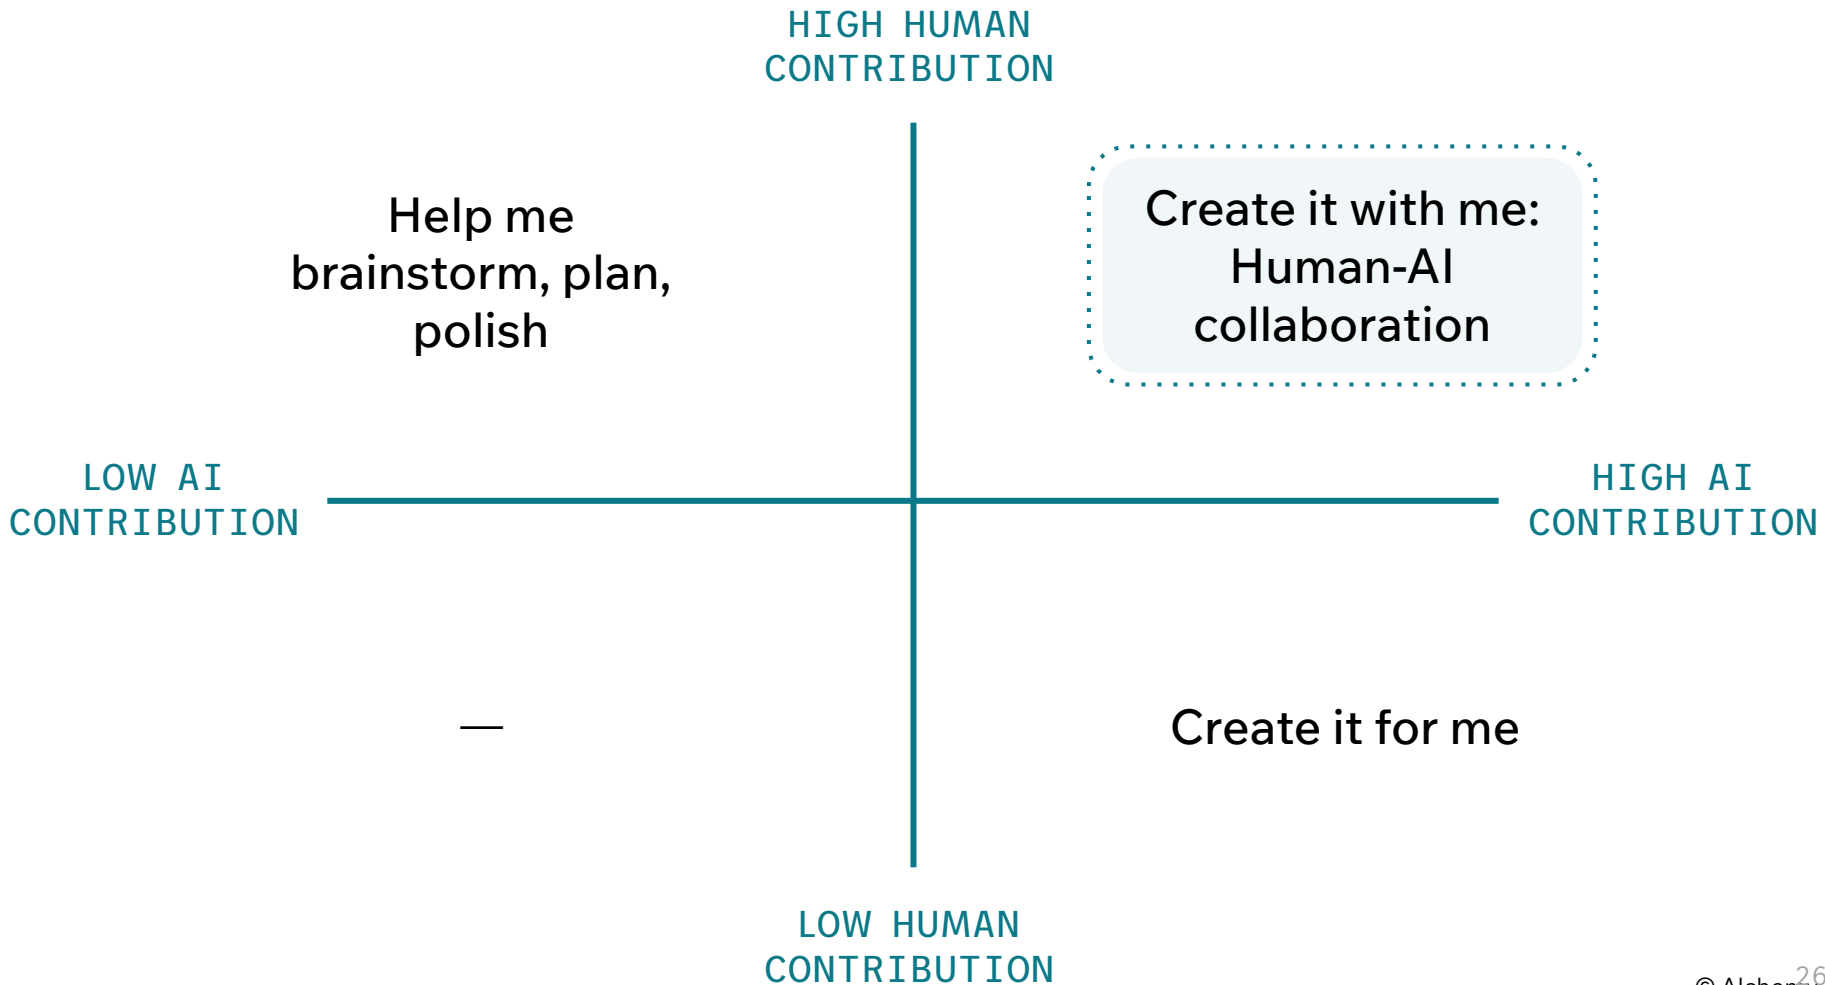 HIGH HUMAN
CONTRIBUTION
Help me
brainstorm, plan,
polish
Create it with me:
Human-AI
collaboration
LOW AI
CONTRIBUTION
HIGH AI
CONTRIBUTION
—
Create it for me
LOW HUMAN
CONTRIBUTION
26
©